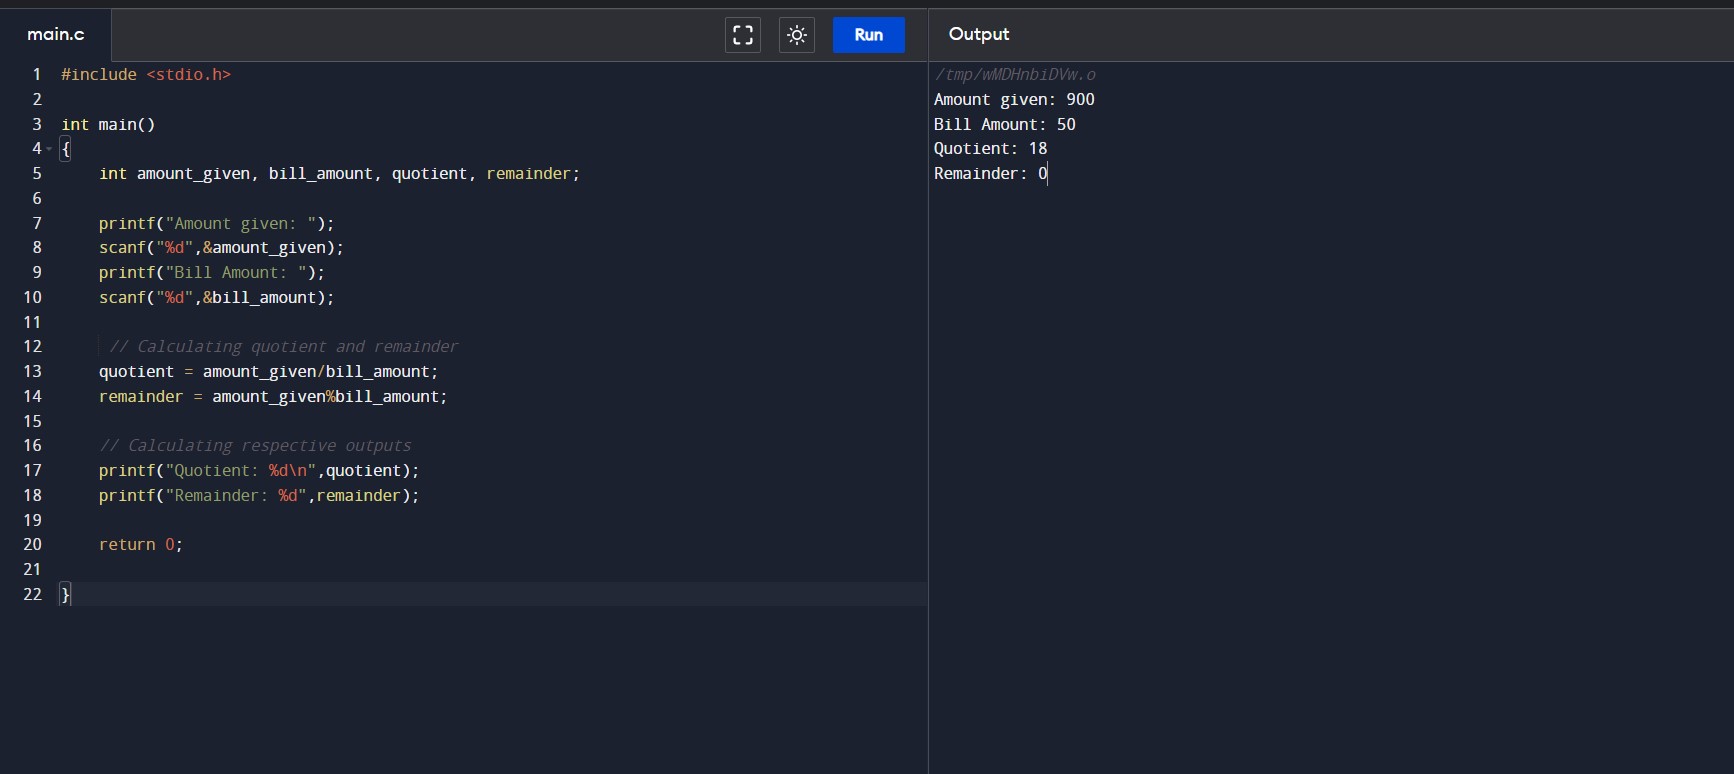 main.c
Run
Output
1 #include <stdio.h>
2
3 int main()
4 {
5     int amount_given, bill_amount, quotient, remainder;
6
7     printf("Amount given: ");
8     scanf("%d",&amount_given);
9     printf("Bill Amount: ");
10     scanf("%d",&bill_amount);
11
12      // Calculating quotient and remainder
13     quotient = amount_given/bill_amount;
14     remainder = amount_given%bill_amount;
15
16     // Calculating respective outputs
17     printf("Quotient: %d\n",quotient);
18     printf("Remainder: %d",remainder);
19
20     return 0;
21
22 }
/tmp/wMDHnbiDVw.o
Amount given: 900
Bill Amount: 50
Quotient: 18
Remainder: 0